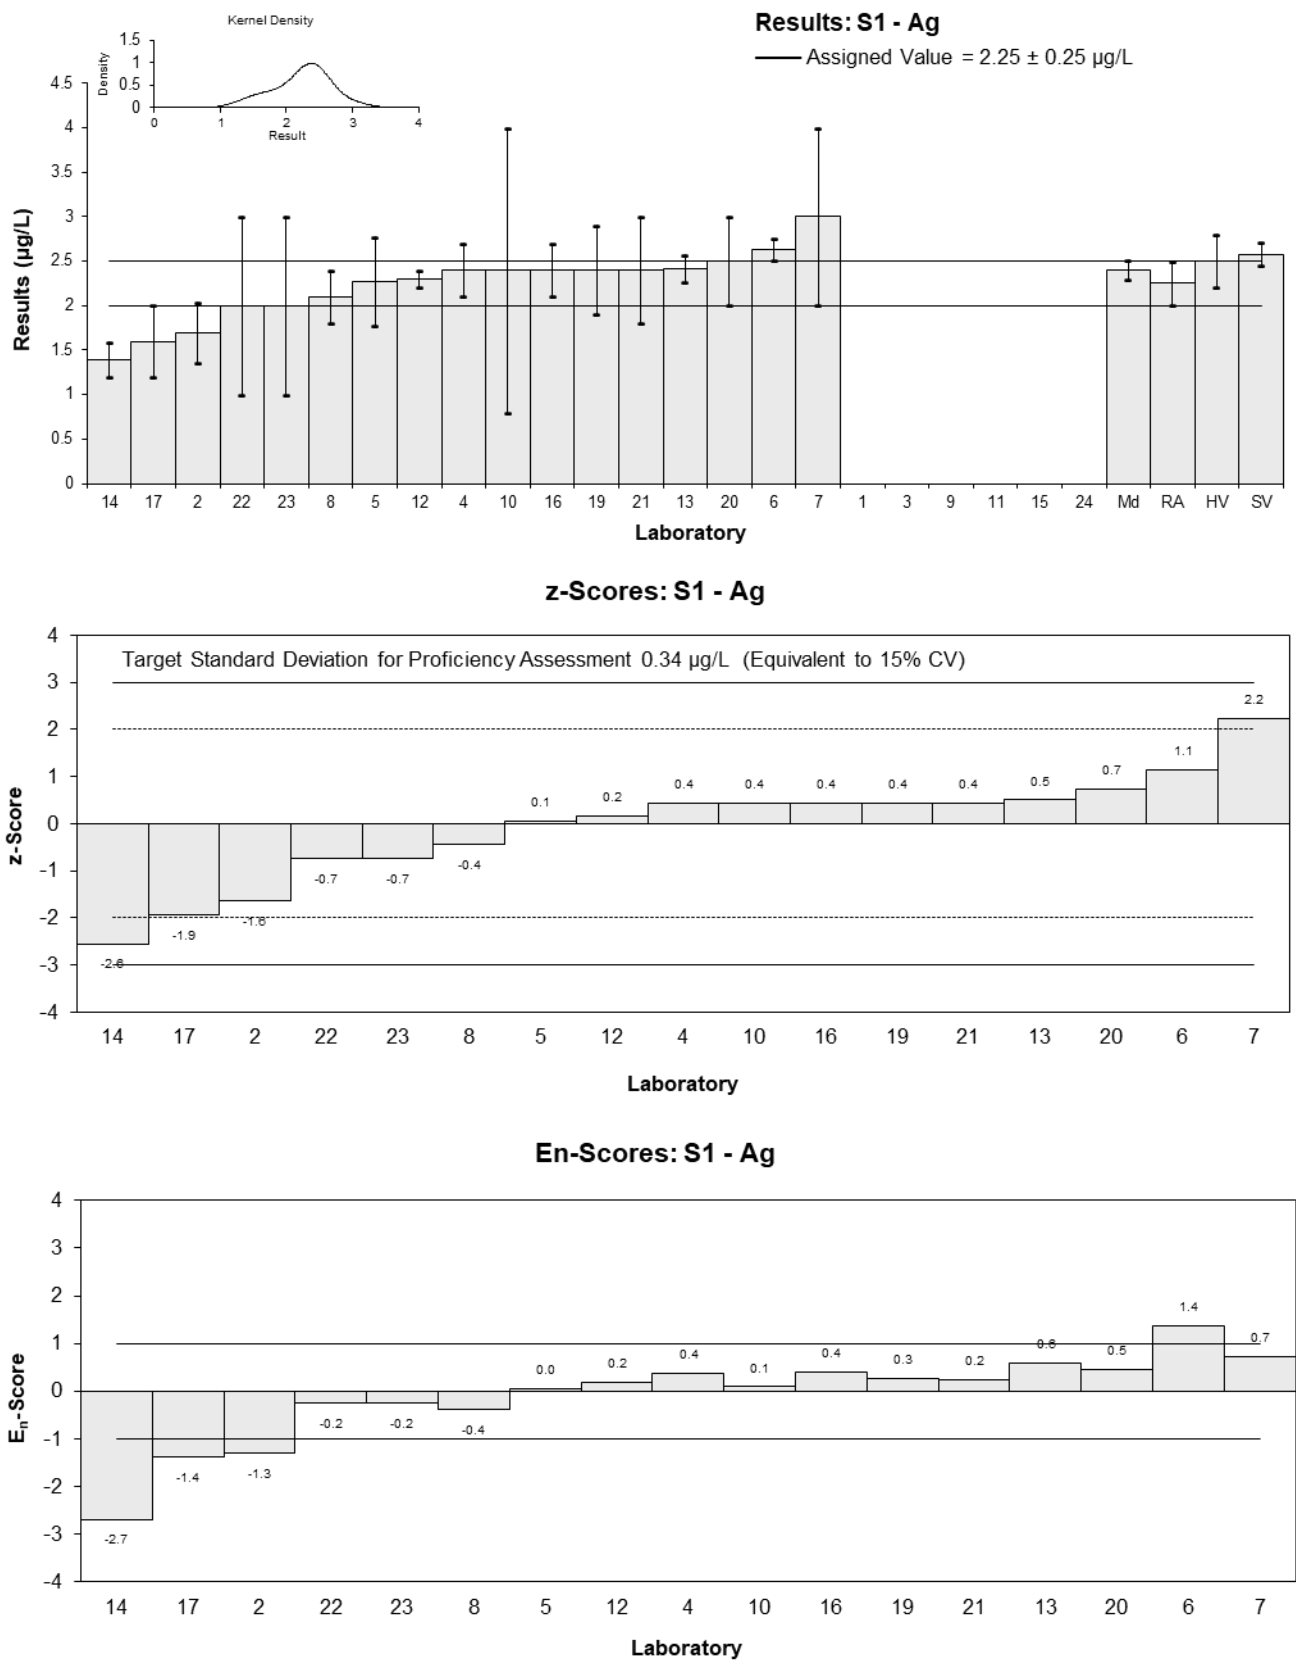 Kernel Density
Density
1.5
1
0.5
0
0 1 2 3 4
Result
Results: S1 - Ag
Assigned Value = 2.25 ± 0.25 µg/L
Results (µg/L)
4.5
4
3.5
3
2.5
2
1.5
1
0.5
0
14 17 2 22 23 8 5 12 4 10 16 19 21 13 20 6 7 1 3 9 11 15 24 Md RA HV SV
Laboratory
z-Scores: S1 - Ag
Target Standard Deviation for Proficiency Assessment 0.34 µg/L (Equivalent to 15% CV)
z-Score
4
3
2
1
0
-1
-2
-3
-4
-2.6 -1.9 -1.6 -0.7 -0.7 -0.4 0.1 0.2 0.4 0.4 0.4 0.4 0.4 0.5 0.7 1.1 2.2
14 17 2 22 23 8 5 12 4 10 16 19 21 13 20 6 7
Laboratory
En-Scores: S1 - Ag
En-Score
4
3
2
1
0
-1
-2
-3
-4
-2.7 -1.4 -1.3 -0.2 -0.2 -0.4 0.0 0.2 0.4 0.1 0.4 0.3 0.2 0.6 0.5 1.4 0.7
14 17 2 22 23 8 5 12 4 10 16 19 21 13 20 6 7
Laboratory